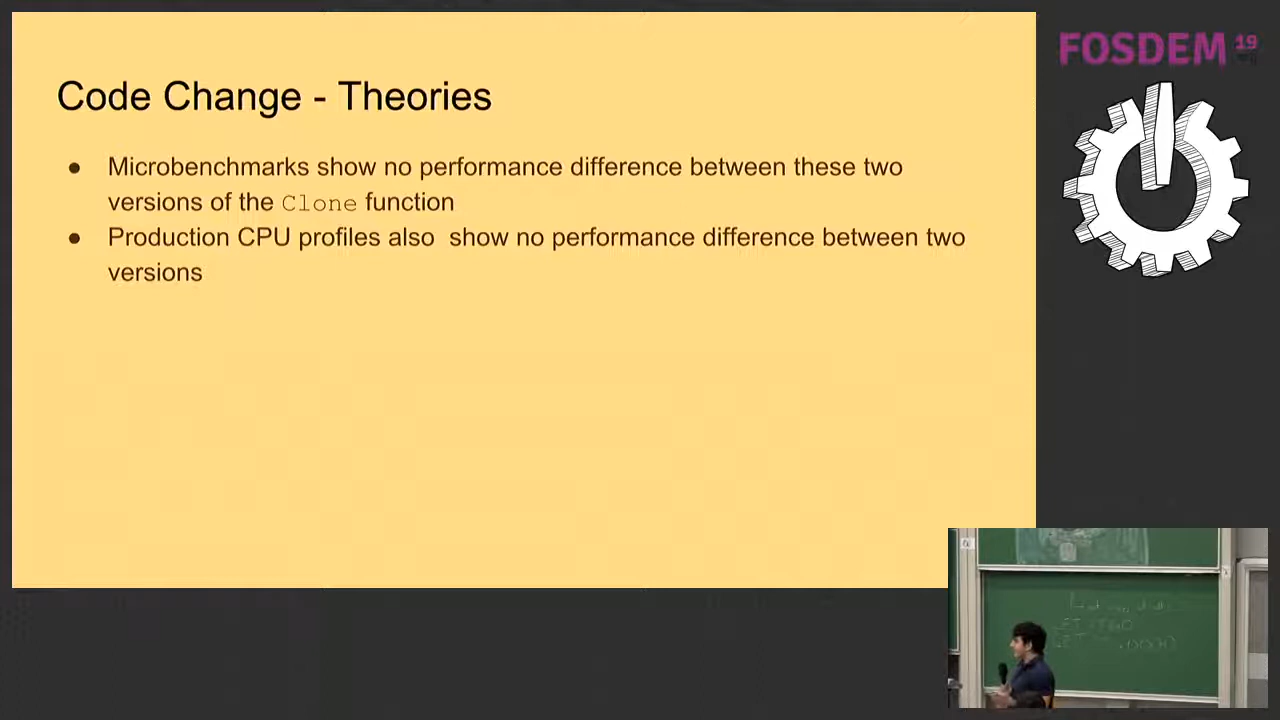 Code Change - Theories
● Microbenchmarks show no performance difference between these two
versions of the Clone function
● Production CPU profiles also  show no performance difference between two
versions
FOSDEM 19